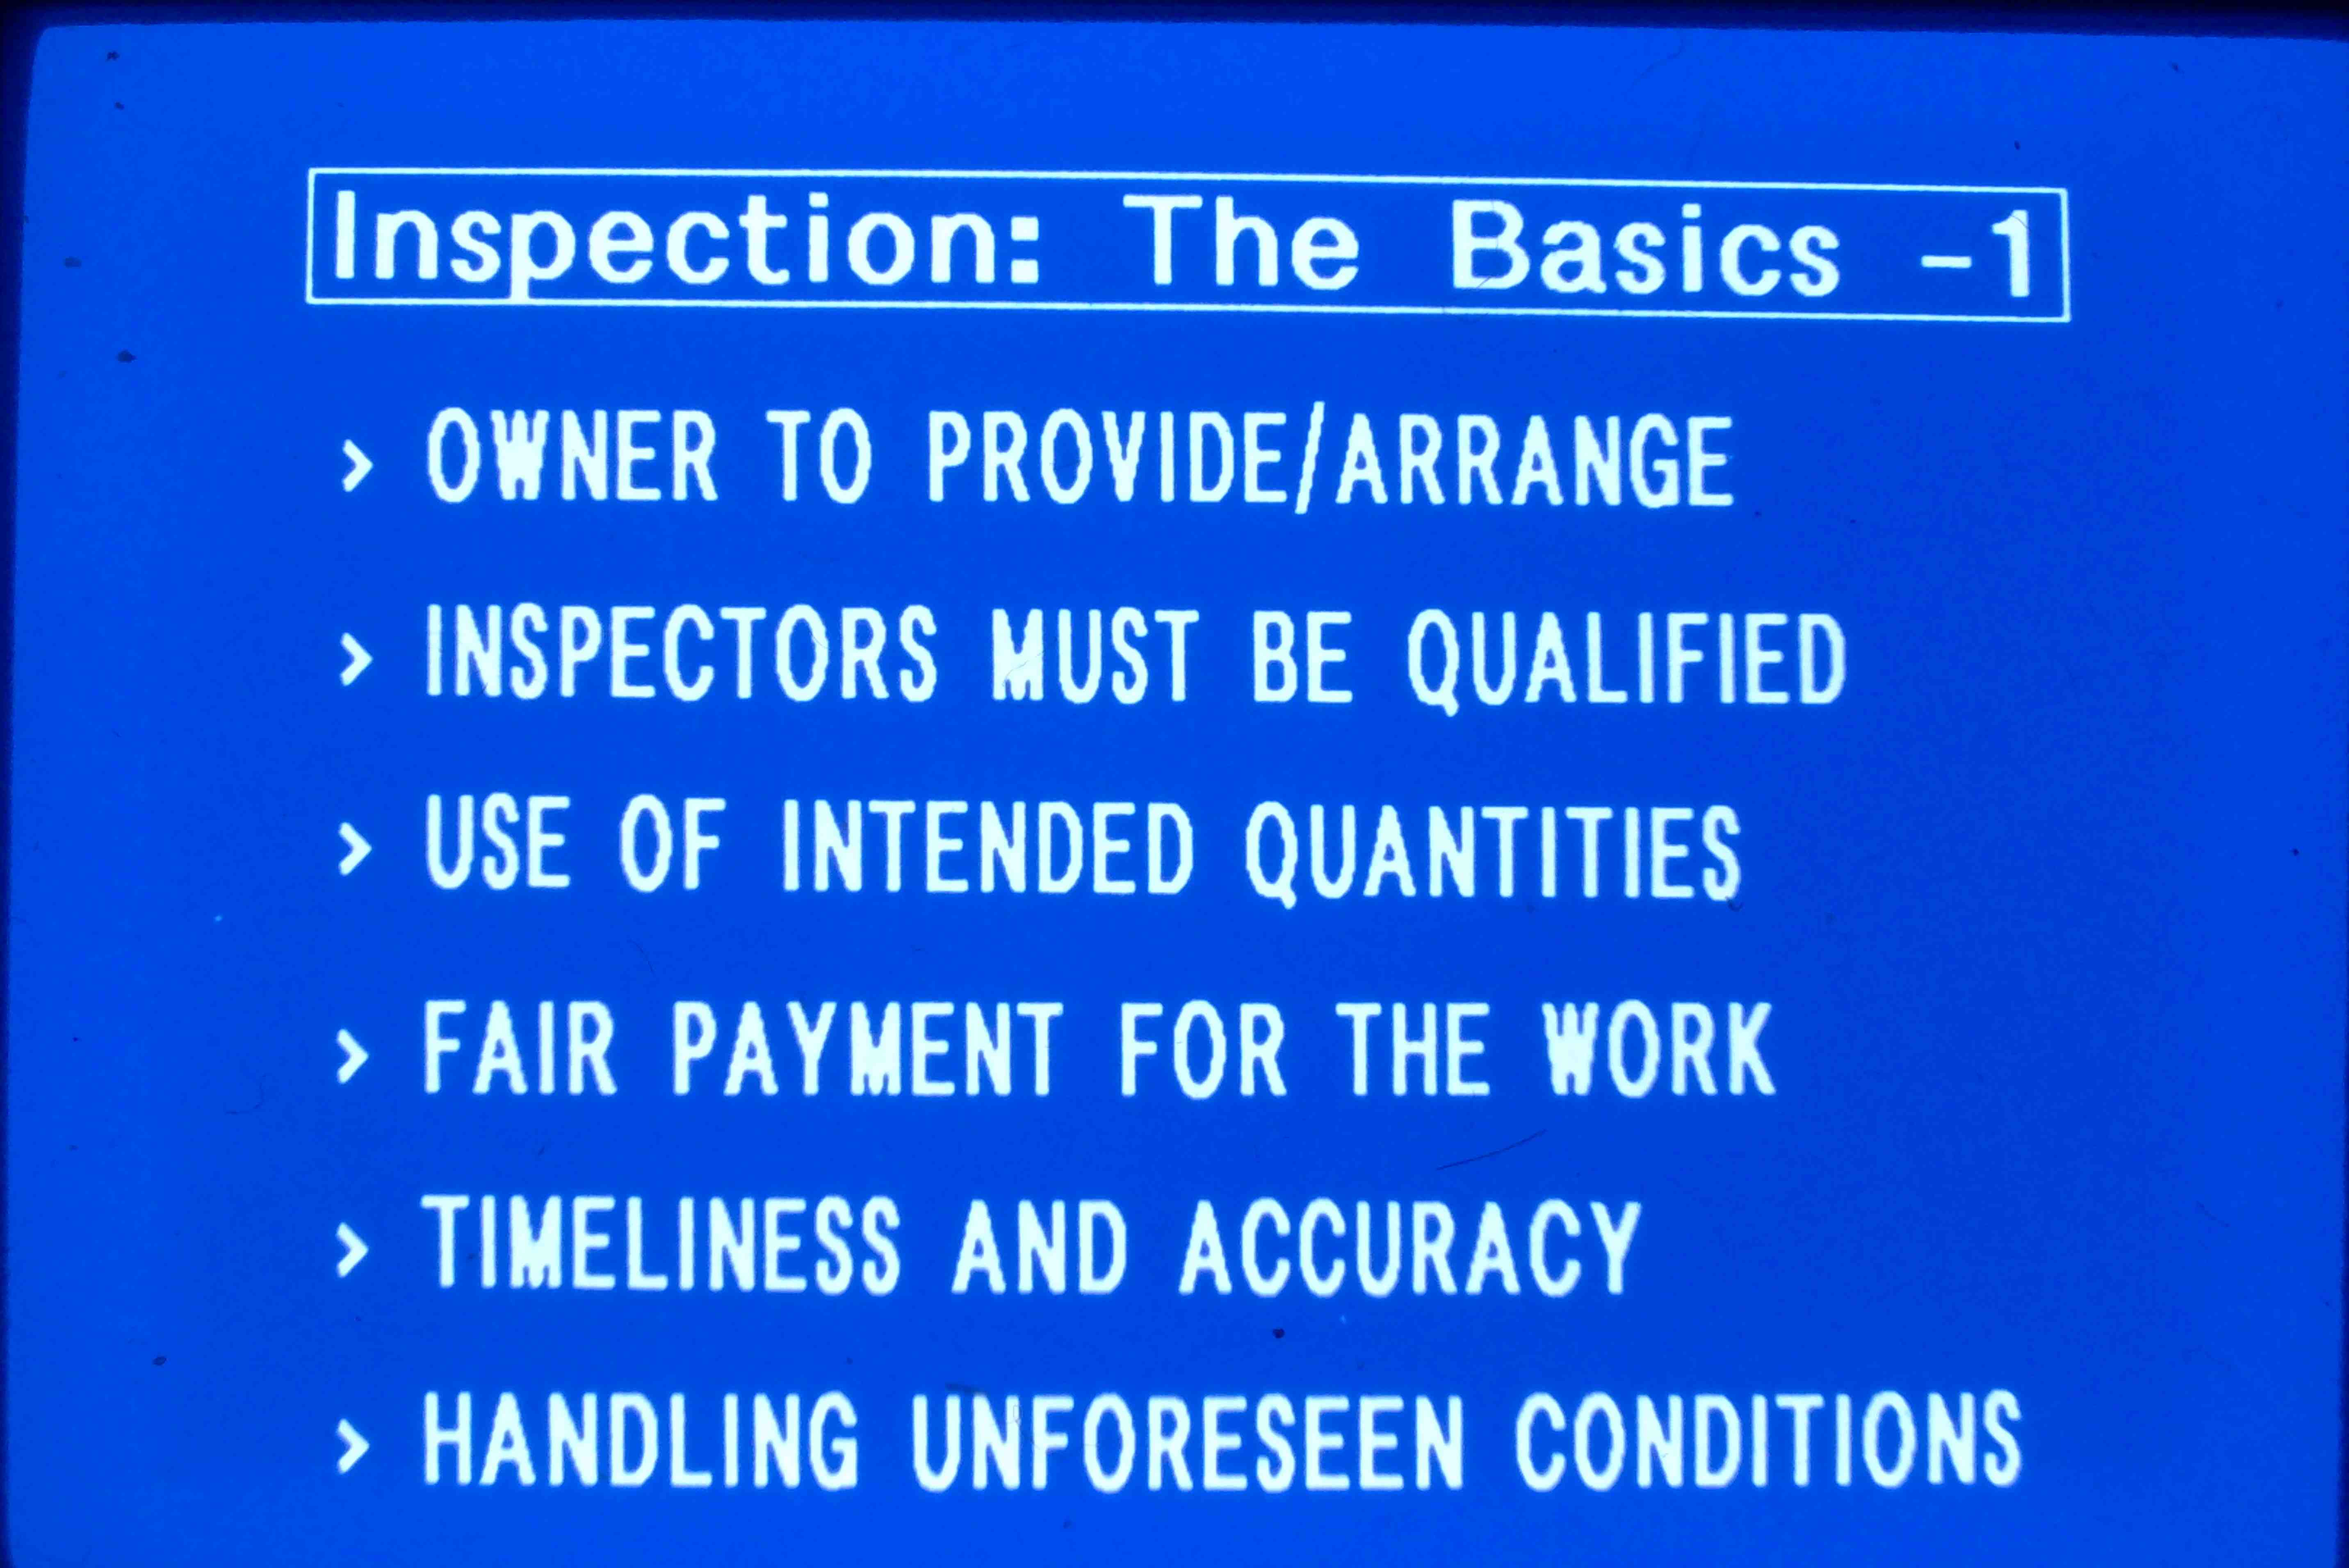 Inspection: The Basics -1
> OWNER TO PROVIDE/ARRANGE
> INSPECTORS MUST BE QUALIFIED
> USE OF INTENDED QUANTITIES
> FAIR PAYMENT FOR THE WORK
> TIMELINESS AND ACCURACY
> HANDLING UNFORESEEN CONDITIONS